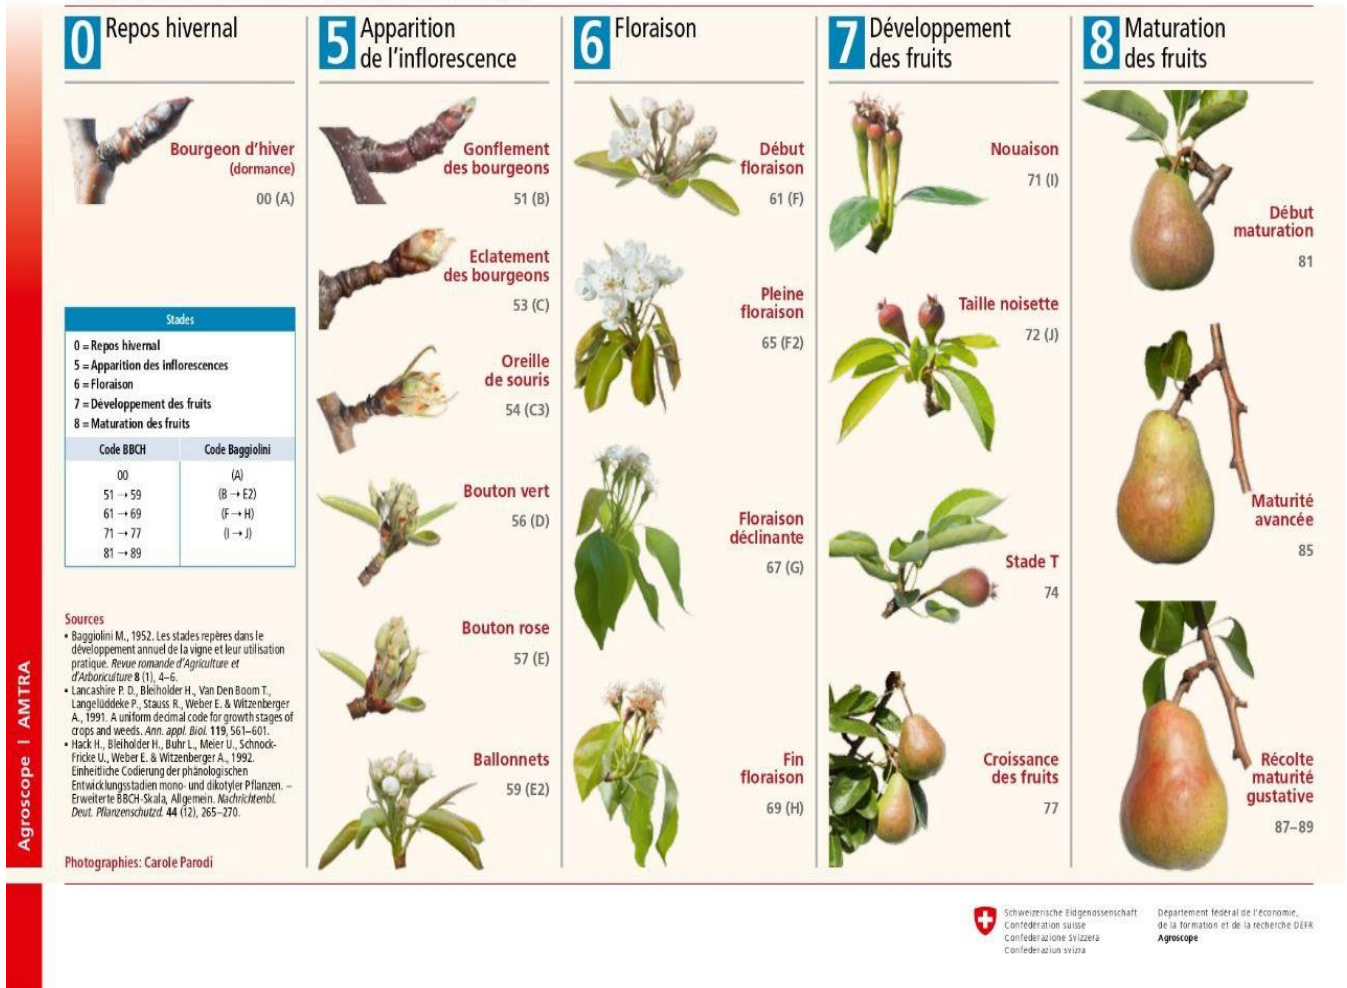 0 Repos hivernal
Bourgeon d'hiver
(dormance)
00 (A)
Stades
0 = Repos hivernal
5 = Apparition des inflorescences
6 = Floraison
7 = Développement des fruits
8 = Maturation des fruits
Code BBCH Code Baggiolini
00 (A)
51 → 59 (B → E2)
61 → 69 (F → H)
71 → 77 (I → J)
81 → 89
Sources
▪ Baggiolini M., 1952. Les stades repères dans le
développement annuel de la vigne et leur utilisation
pratique. Revue romande d'Agriculture et
d'Arboriculture 8 (1), 4–6.
▪ Lancashire P. D., Bleiholder H., Van Den Boom T.,
Langelüddeke P., Stauss R., Weber E. & Witzenberger
A., 1991. A uniform decimal code for growth stages of
crops and weeds. Ann. appl. Biol. 119, 561–601.
▪ Hack H., Bleiholder H., Buhr L., Meier U., Schnock-
Fricke U., Weber E. & Witzenberger A., 1992.
Einheitliche Codierung der phänologischen
Entwicklungsstadien mono- und dikotyler Pflanzen. –
Erweiterte BBCH-Skala, Allgemein. Nachrichtenbl.
Deut. Pflanzenschutzd. 44 (12), 265–270.
Photographies: Carole Parodi
5 Apparition
de l'inflorescence
Gonflement
des bourgeons
51 (B)
Eclatement
des bourgeons
53 (C)
Oreille
de souris
54 (C3)
Bouton vert
56 (D)
Bouton rose
57 (E)
Ballonnets
59 (E2)
6 Floraison
Début
floraison
61 (F)
Pleine
floraison
65 (F2)
Floraison
déclinante
67 (G)
Fin
floraison
69 (H)
7 Développement
des fruits
Nouaison
71 (I)
Taille noisette
72 (J)
Stade T
74
Croissance
des fruits
77
8 Maturation
des fruits
Début
maturation
81
Maturité
avancée
85
Récolte
maturité
gustative
87–89
Agroscope | AMTRA
Schweizerische Eidgenossenschaft
Confédération suisse
Confederazione Svizzera
Confederaziun svizra
Département fédéral de l'économie,
de la formation et de la recherche DEFR
Agroscope